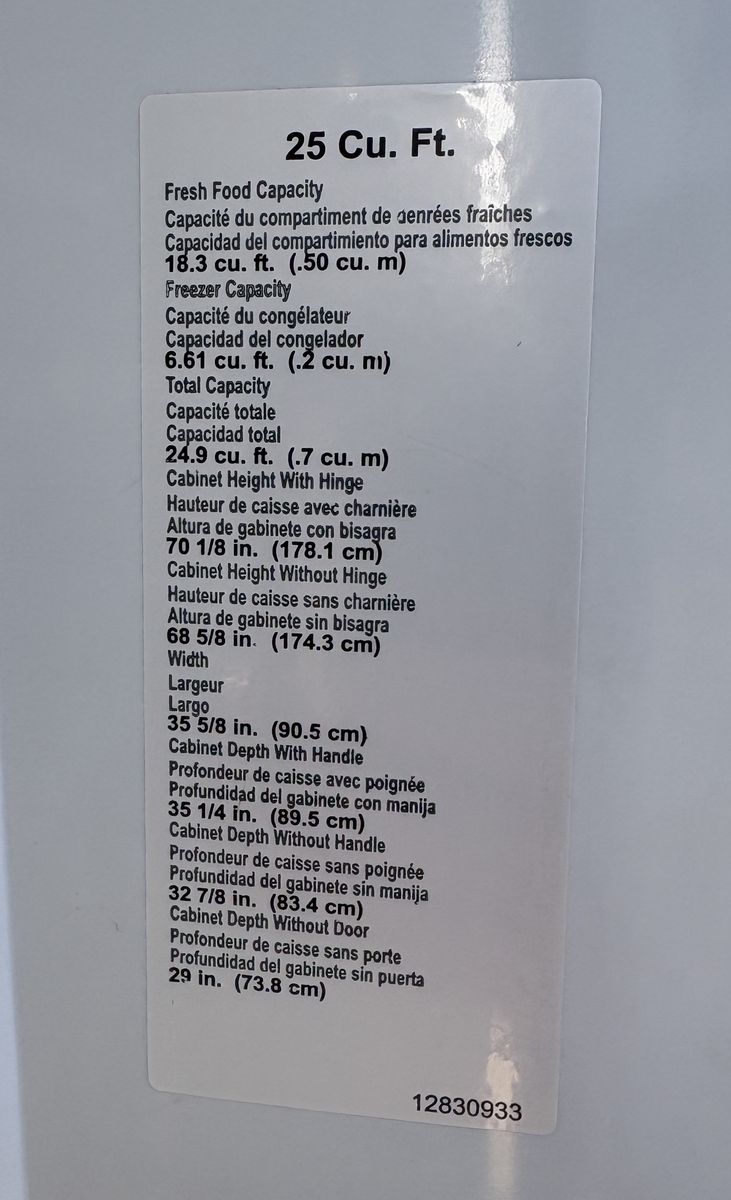 25 Cu. Ft.
Fresh Food Capacity
Capacité du compartiment de denrées fraîches
Capacidad del compartimiento para alimentos frescos
18.3 cu. ft. (.50 cu. m)
Freezer Capacity
Capacité du congélateur
Capacidad del congelador
6.61 cu. ft. (.2 cu. m)
Total Capacity
Capacité totale
Capacidad total
24.9 cu. ft. (.7 cu. m)
Cabinet Height With Hinge
Hauteur de caisse avec charnière
Altura de gabinete con bisagra
70 1/8 in. (178.1 cm)
Cabinet Height Without Hinge
Hauteur de caisse sans charnière
Altura de gabinete sin bisagra
68 5/8 in. (174.3 cm)
Width
Largeur
Largo
35 5/8 in. (90.5 cm)
Cabinet Depth With Handle
Profondeur de caisse avec poignée
Profundidad del gabinete con manija
35 1/4 in. (89.5 cm)
Cabinet Depth Without Handle
Profondeur de caisse sans poignée
Profundidad del gabinete sin manija
32 7/8 in. (83.4 cm)
Cabinet Depth Without Door
Profondeur de caisse sans porte
Profundidad del gabinete sin puerta
29 in. (73.8 cm)
12830933